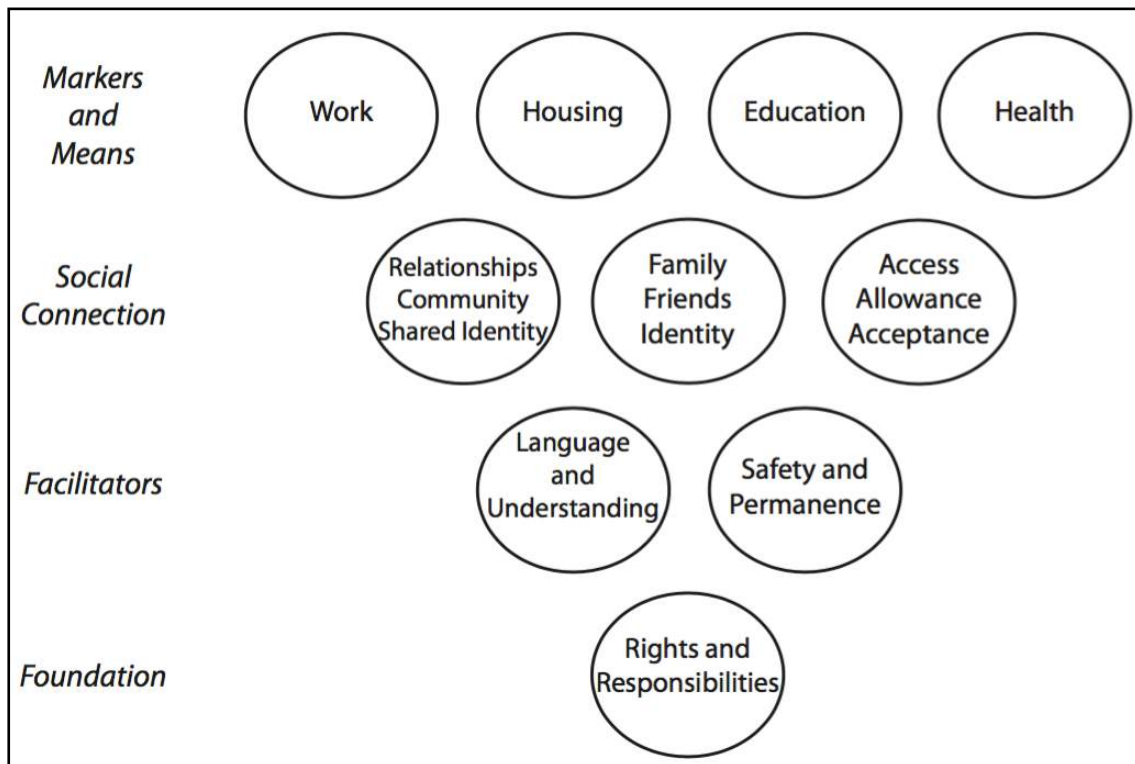 Markers
and
Means
Work
Housing
Education
Health
Social
Connection
Relationships
Community
Shared Identity
Family
Friends
Identity
Access
Allowance
Acceptance
Facilitators
Language
and
Understanding
Safety and
Permanence
Foundation
Rights and
Responsibilities